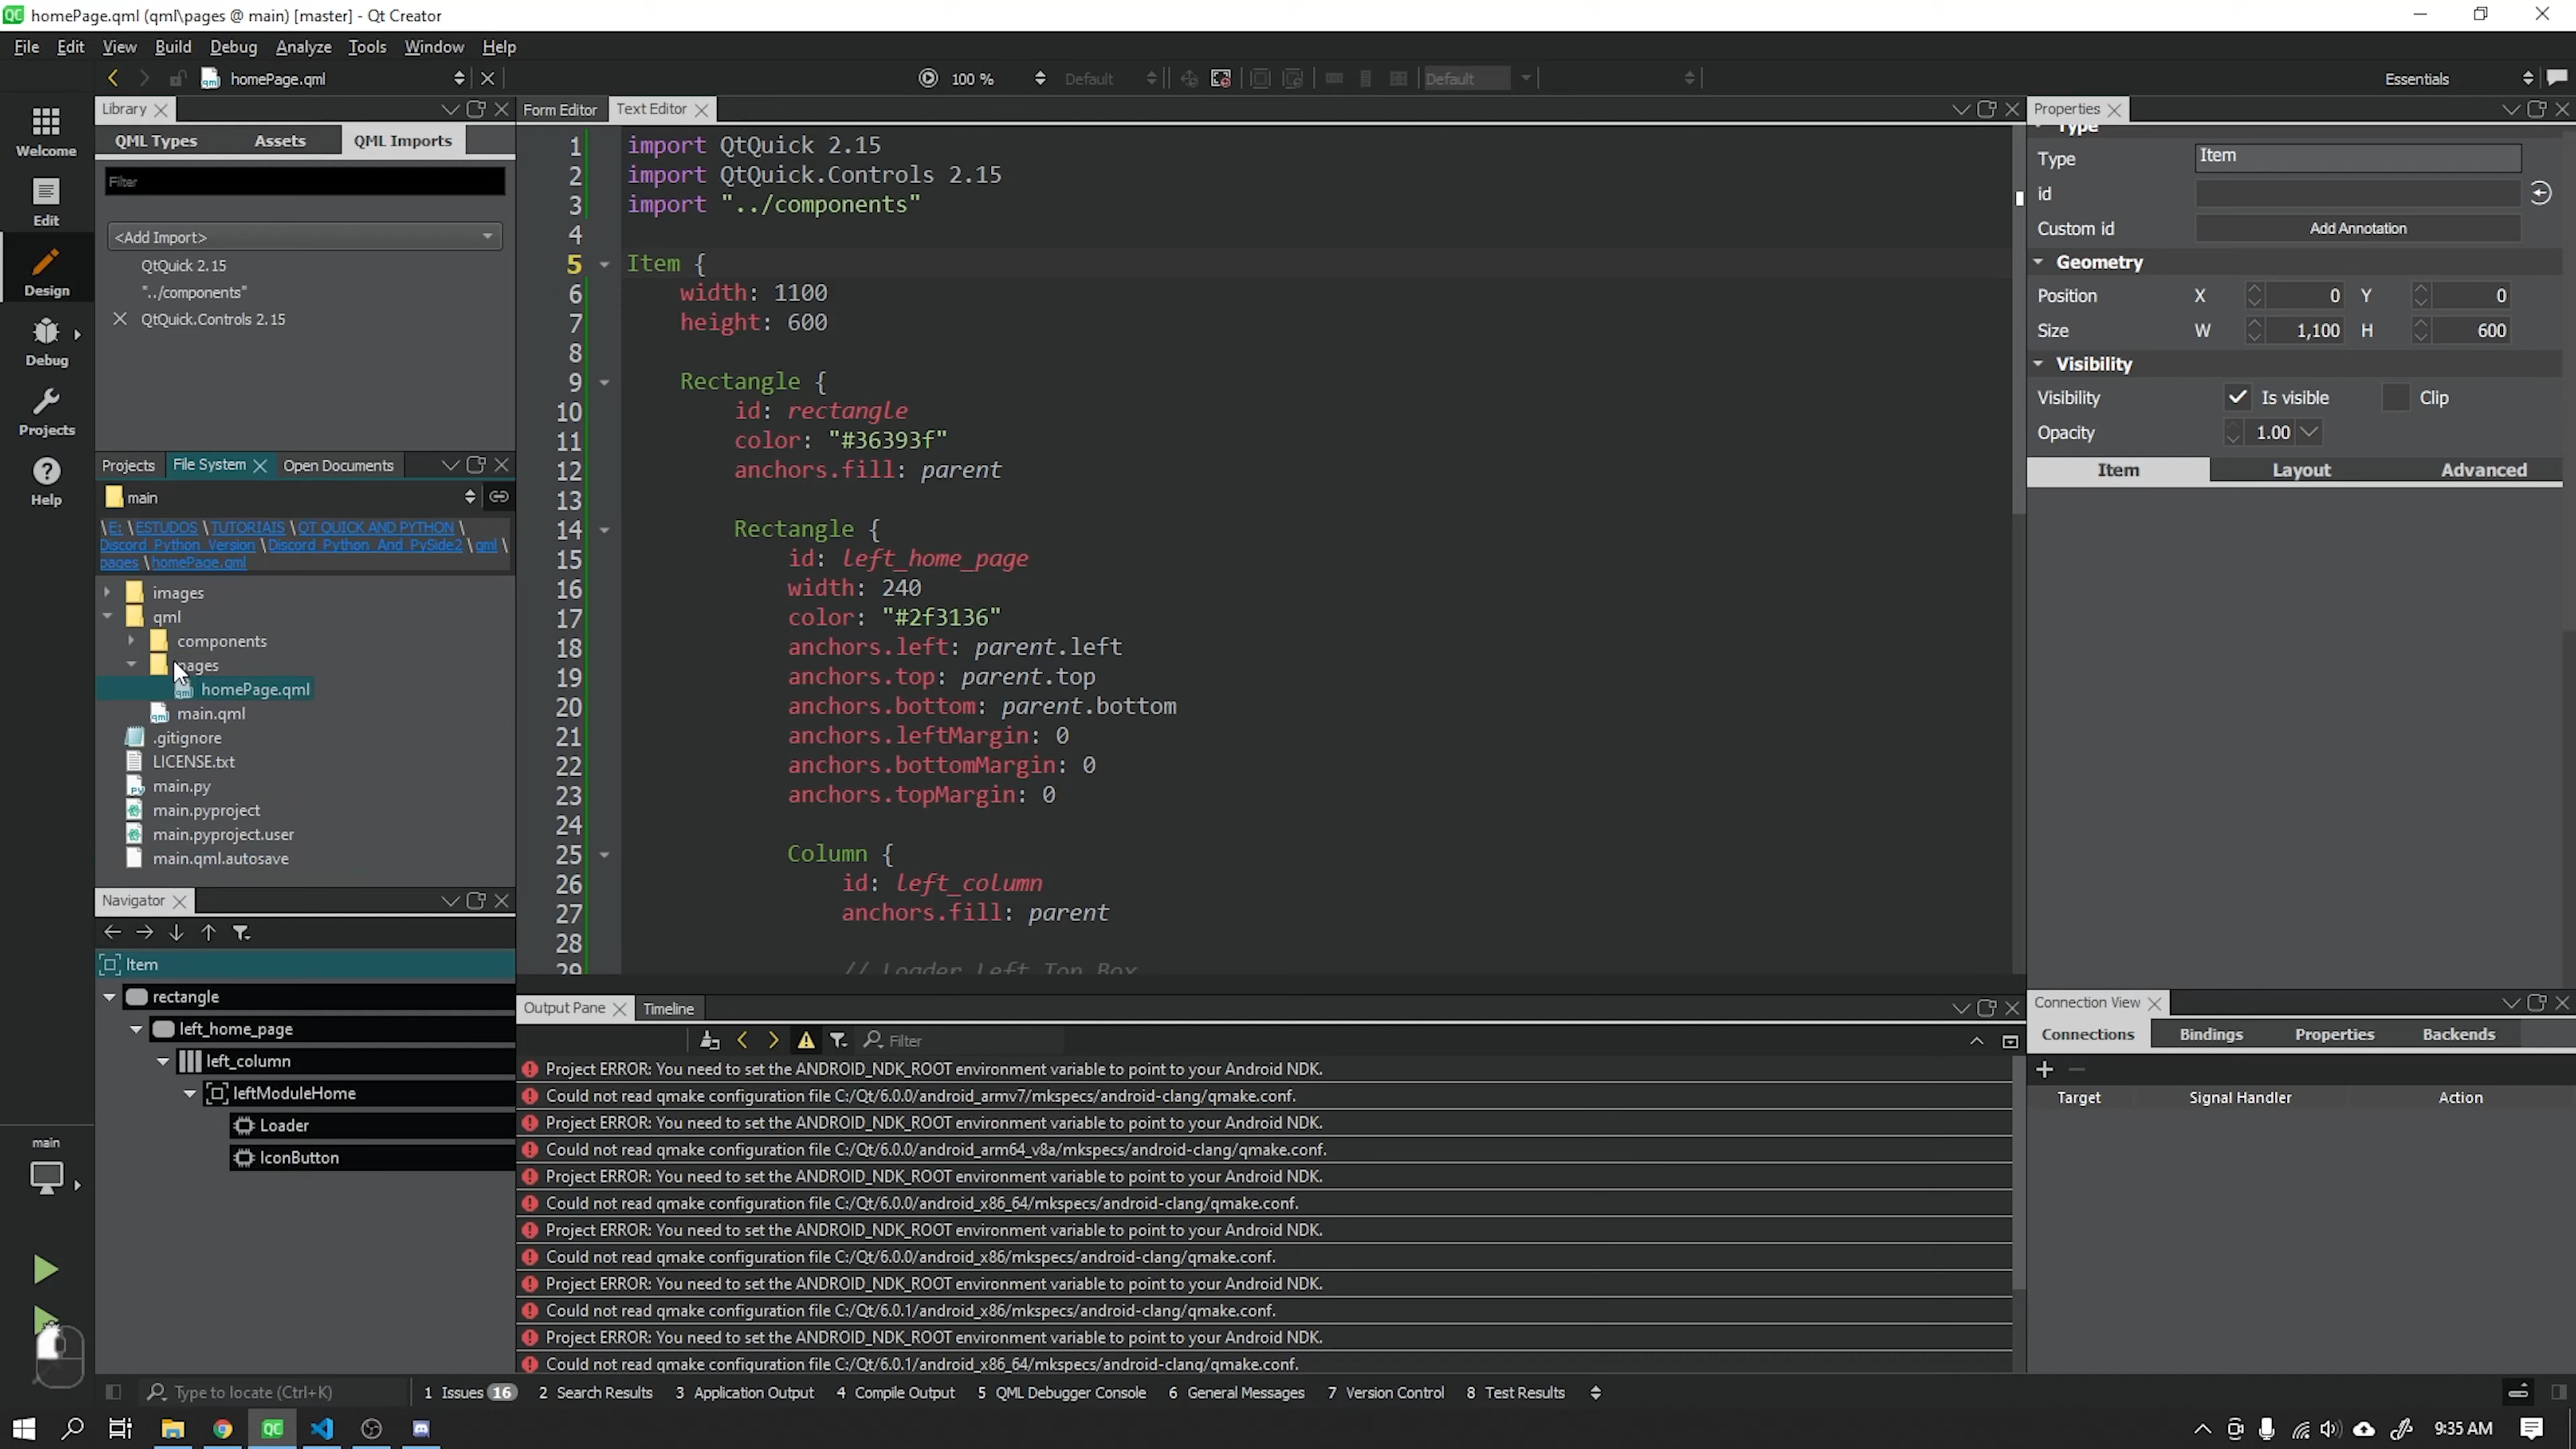 homePage.qml (qml\pages @ main) [master] - Qt Creator
File Edit View Build Debug Analyze Tools Window Help
homePage.qml
100 %
Default
Default
Essentials
Library
QML Types Assets QML Imports
Filter
<Add Import>
QtQuick 2.15
"../components"
QtQuick.Controls 2.15
Welcome
Edit
Design
Debug
Projects
Help
Projects File System Open Documents
main
\E: \ESTUDOS \TUTORIAIS \QT QUICK AND PYTHON \
Discord_Python_Version \Discord_Python_And_PySide2 \qml \
pages \homePage.qml
images
qml
components
pages
homePage.qml
main.qml
.gitignore
LICENSE.txt
main.py
main.pyproject
main.pyproject.user
main.qml.autosave
Navigator
Item
rectangle
left_home_page
left_column
leftModuleHome
Loader
IconButton
main
Form Editor Text Editor
1 import QtQuick 2.15
2 import QtQuick.Controls 2.15
3 import "../components"
4
5 Item {
6 width: 1100
7 height: 600
8
9 Rectangle {
10 id: rectangle
11 color: "#36393f"
12 anchors.fill: parent
13
14 Rectangle {
15 id: left_home_page
16 width: 240
17 color: "#2f3136"
18 anchors.left: parent.left
19 anchors.top: parent.top
20 anchors.bottom: parent.bottom
21 anchors.leftMargin: 0
22 anchors.bottomMargin: 0
23 anchors.topMargin: 0
24
25 Column {
26 id: left_column
27 anchors.fill: parent
28
29 // Loader Left Top Box
Output Pane Timeline
Filter
Project ERROR: You need to set the ANDROID_NDK_ROOT environment variable to point to your Android NDK.
Could not read qmake configuration file C:/Qt/6.0.0/android_armv7/mkspecs/android-clang/qmake.conf.
Project ERROR: You need to set the ANDROID_NDK_ROOT environment variable to point to your Android NDK.
Could not read qmake configuration file C:/Qt/6.0.0/android_arm64_v8a/mkspecs/android-clang/qmake.conf.
Project ERROR: You need to set the ANDROID_NDK_ROOT environment variable to point to your Android NDK.
Could not read qmake configuration file C:/Qt/6.0.0/android_x86_64/mkspecs/android-clang/qmake.conf.
Project ERROR: You need to set the ANDROID_NDK_ROOT environment variable to point to your Android NDK.
Could not read qmake configuration file C:/Qt/6.0.0/android_x86/mkspecs/android-clang/qmake.conf.
Project ERROR: You need to set the ANDROID_NDK_ROOT environment variable to point to your Android NDK.
Could not read qmake configuration file C:/Qt/6.0.1/android_x86/mkspecs/android-clang/qmake.conf.
Project ERROR: You need to set the ANDROID_NDK_ROOT environment variable to point to your Android NDK.
Could not read qmake configuration file C:/Qt/6.0.1/android_x86_64/mkspecs/android-clang/qmake.conf.
Properties
Type
Type Item
id
Custom id Add Annotation
Geometry
Position X 0 Y 0
Size W 1,100 H 600
Visibility
Visibility Is visible Clip
Opacity 1.00
Item Layout Advanced
Connection View
Connections Bindings Properties Backends
Target Signal Handler Action
Type to locate (Ctrl+K) 1 Issues 16 2 Search Results 3 Application Output 4 Compile Output 5 QML Debugger Console 6 General Messages 7 Version Control 8 Test Results
9:35 AM